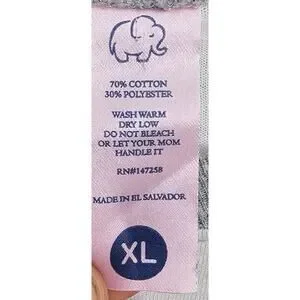 70% COTTON
30% POLYESTER
WASH WARM
DRY LOW
DO NOT BLEACH
OR LET YOUR MOM
HANDLE IT
RN#147258
MADE IN EL SALVADOR
XL